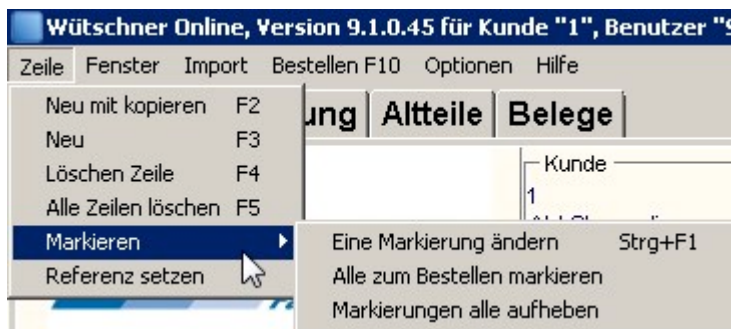 Wütschner Online, Version 9.1.0.45 für Kunde "1", Benutzer "
Zeile Fenster Import Bestellen F10 Optionen Hilfe
Neu mit kopieren F2
Neu F3
Löschen Zeile F4
Alle Zeilen löschen F5
Markieren
Referenz setzen
Altteile Belege
Kunde
1
Eine Markierung ändern Strg+F1
Alle zum Bestellen markieren
Markierungen alle aufheben